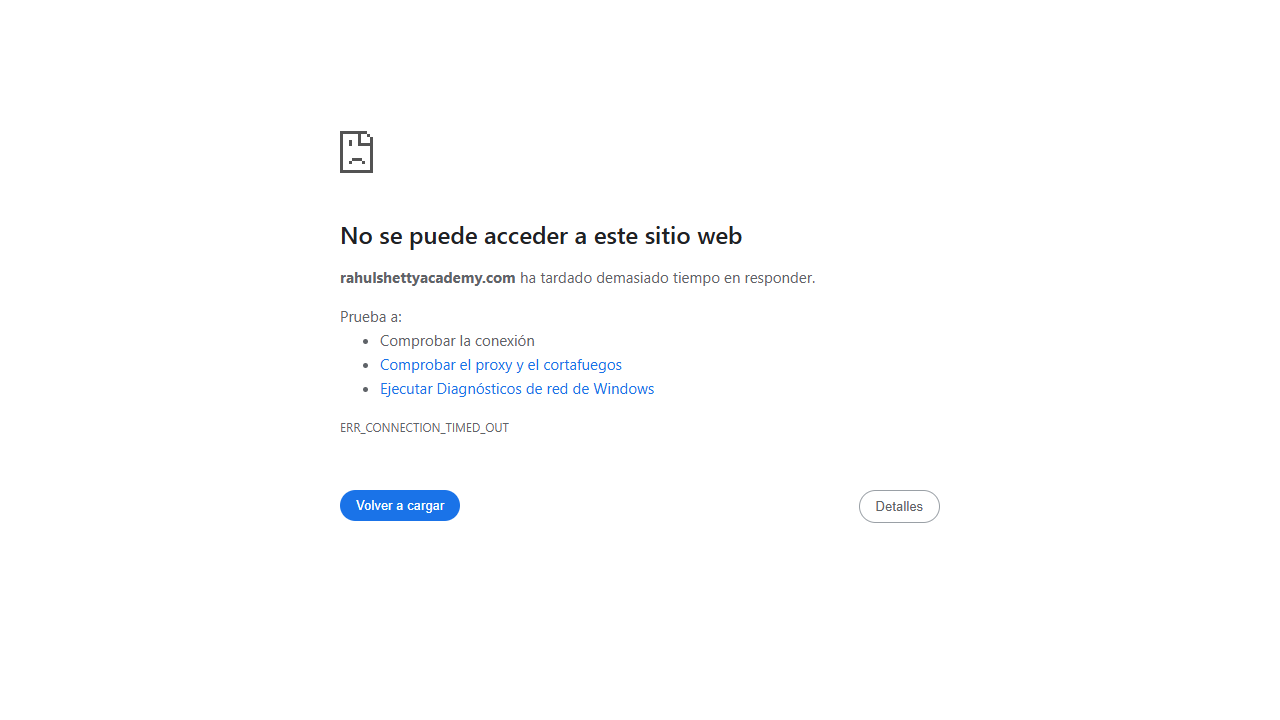 No se puede acceder a este sitio web
rahulshettyacademy.com ha tardado demasiado tiempo en responder.
Prueba a:
Comprobar la conexión
Comprobar el proxy y el cortafuegos
Ejecutar Diagnósticos de red de Windows
ERR_CONNECTION_TIMED_OUT
Volver a cargar
Detalles